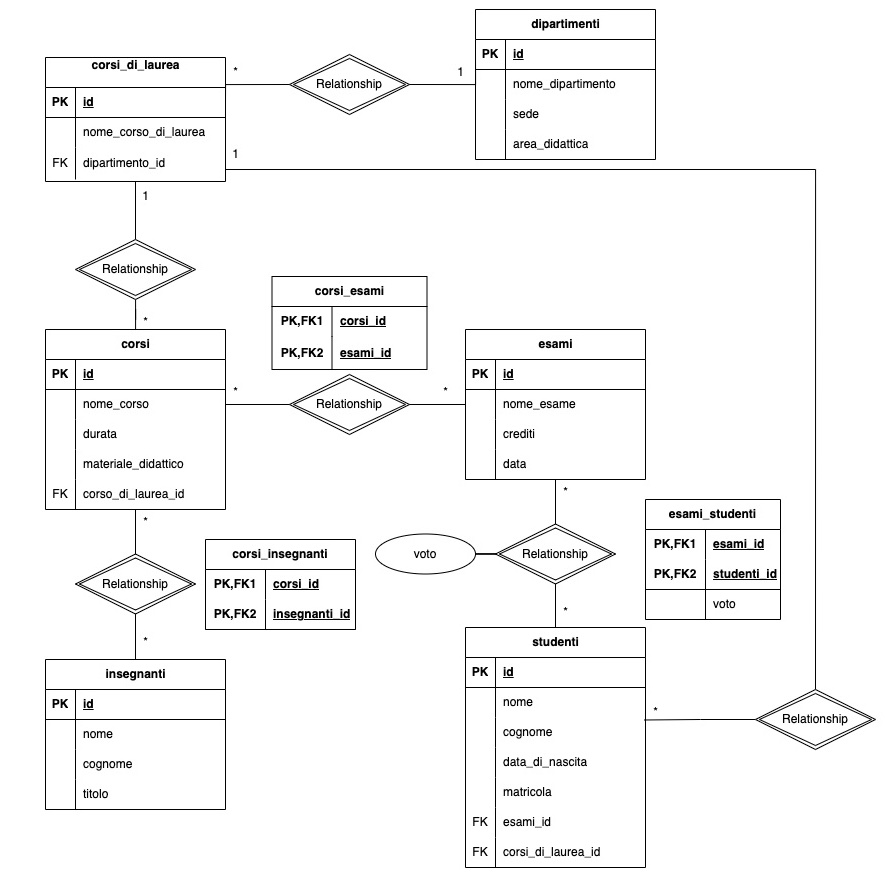 dipartimenti
PK id
nome_dipartimento
sede
area_didattica
corsi_di_laurea
PK id
nome_corso_di_laurea
FK dipartimento_id
* Relationship 1
1
1
Relationship
*
corsi_esami
PK,FK1 corsi_id
PK,FK2 esami_id
corsi
PK id
nome_corso
durata
materiale_didattico
FK corso_di_laurea_id
* Relationship *
esami
PK id
nome_esame
crediti
data
*
*
Relationship
*
corsi_insegnanti
PK,FK1 corsi_id
PK,FK2 insegnanti_id
voto
Relationship
*
esami_studenti
PK,FK1 esami_id
PK,FK2 studenti_id
voto
insegnanti
PK id
nome
cognome
titolo
studenti
PK id
nome
cognome
data_di_nascita
matricola
FK esami_id
FK corsi_di_laurea_id
* Relationship